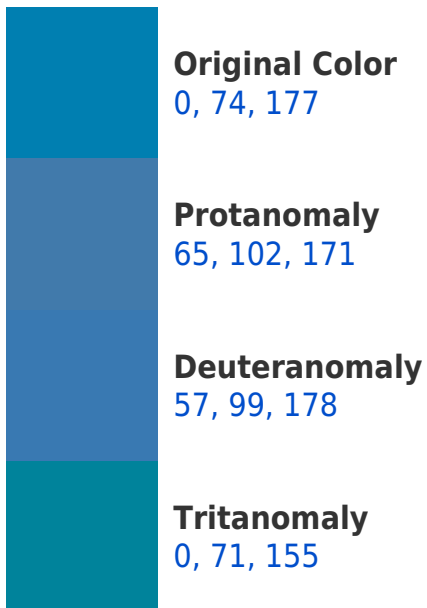 Original Color
0, 74, 177
Protanomaly
65, 102, 171
Deuteranomaly
57, 99, 178
Tritanomaly
0, 71, 155